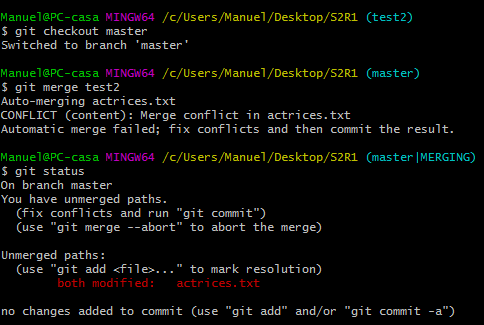 Manuel@PC-casa MINGW64 /c/Users/Manuel/Desktop/S2R1 (test2)
$ git checkout master
Switched to branch 'master'
Manuel@PC-casa MINGW64 /c/Users/Manuel/Desktop/S2R1 (master)
$ git merge test2
Auto-merging actrices.txt
CONFLICT (content): Merge conflict in actrices.txt
Automatic merge failed; fix conflicts and then commit the result.
Manuel@PC-casa MINGW64 /c/Users/Manuel/Desktop/S2R1 (master|MERGING)
$ git status
On branch master
You have unmerged paths.
  (fix conflicts and run "git commit")
  (use "git merge --abort" to abort the merge)
Unmerged paths:
  (use "git add <file>..." to mark resolution)
        both modified:   actrices.txt
no changes added to commit (use "git add" and/or "git commit -a")